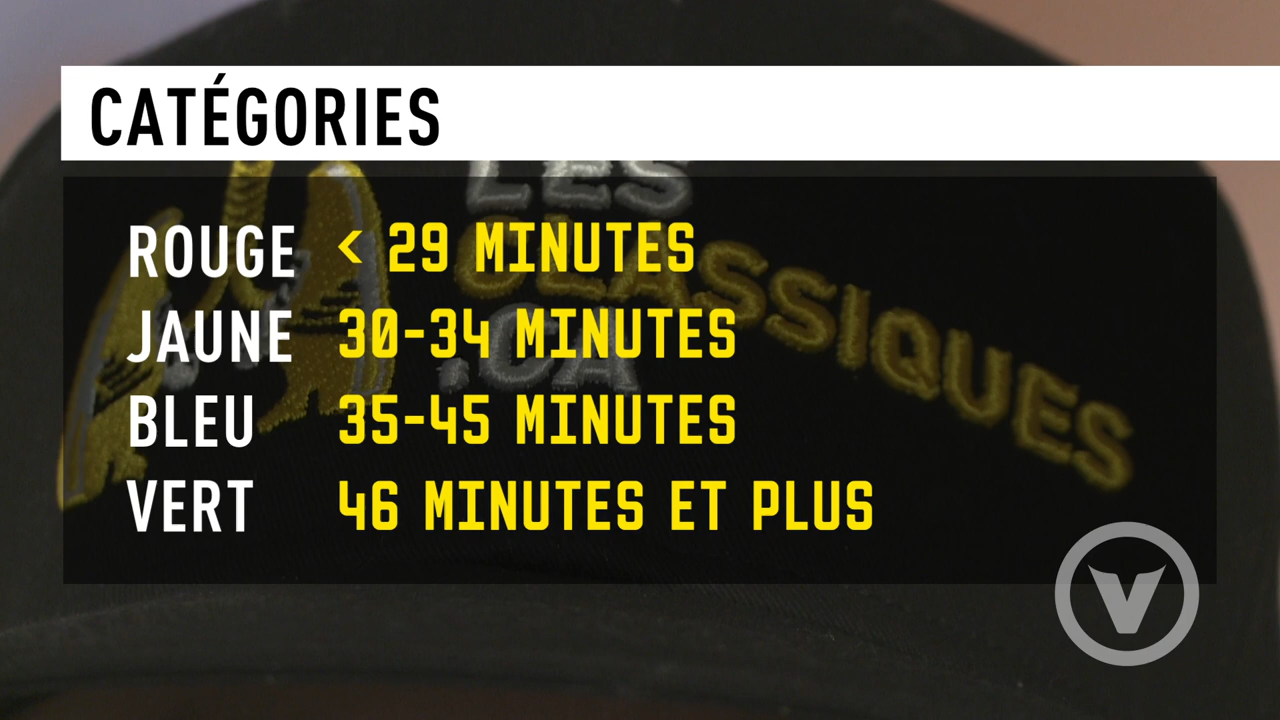 CATÉGORIES
LES
CLASSIQUES
.CA
ROUGE < 29 MINUTES
JAUNE 30-34 MINUTES
BLEU 35-45 MINUTES
VERT 46 MINUTES ET PLUS
V